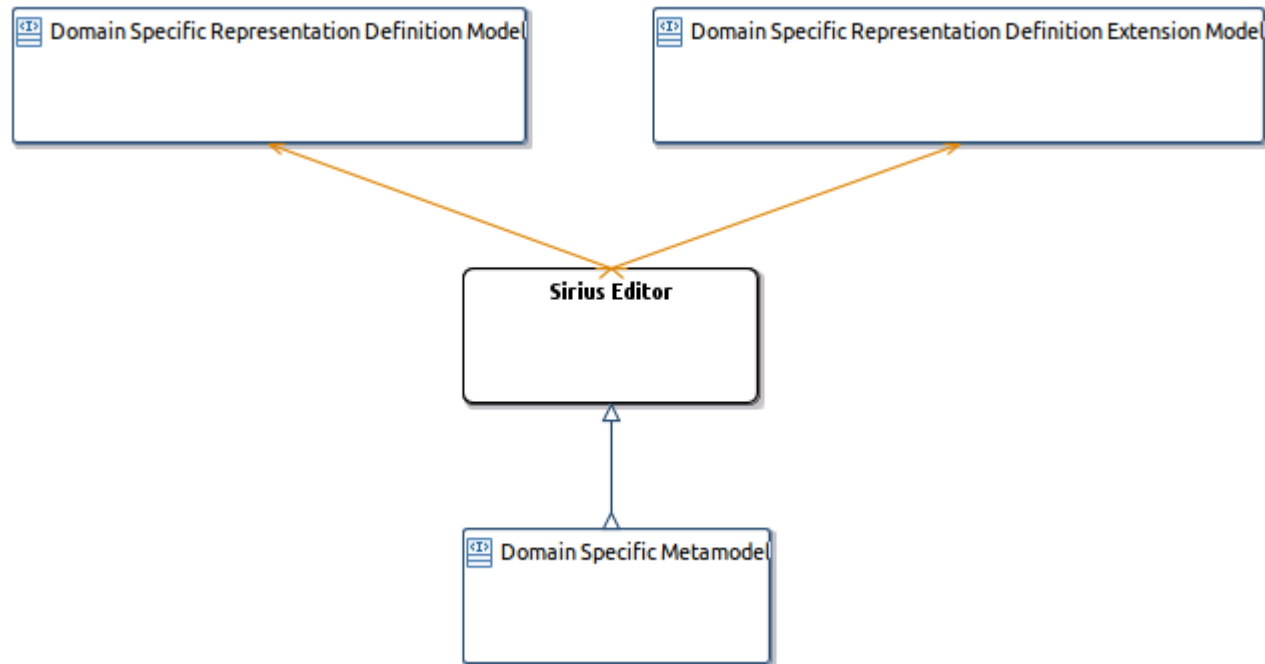 Domain Specific Representation Definition Model
Domain Specific Representation Definition Extension Model
Sirius Editor
Domain Specific Metamodel